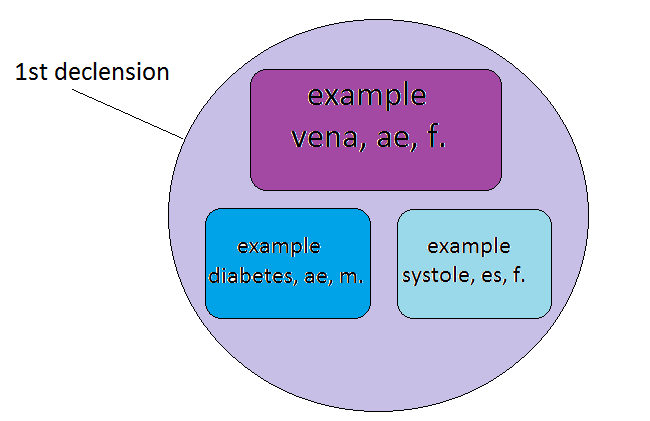 1st declension
example
vena, ae, f.
example
diabetes, ae, m.
example
systole, es, f.